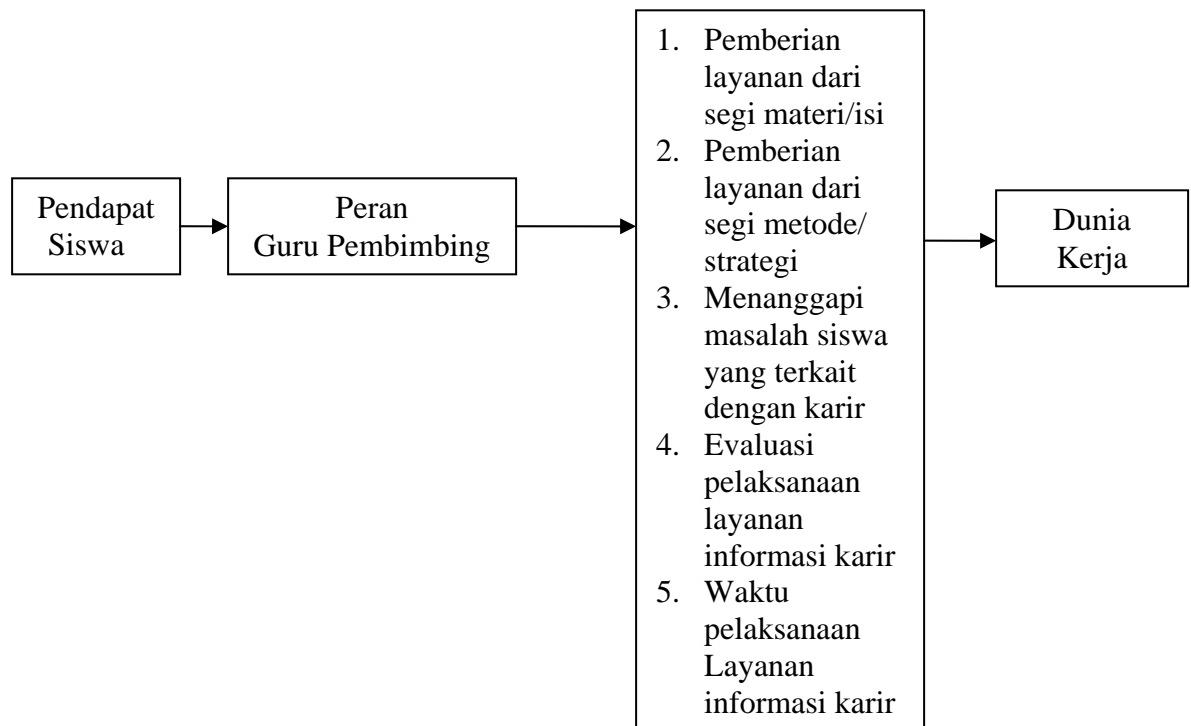 Pendapat
Siswa
Peran
Guru Pembimbing
1. Pemberian
layanan dari
segi materi/isi
2. Pemberian
layanan dari
segi metode/
strategi
3. Menanggapi
masalah siswa
yang terkait
dengan karir
4. Evaluasi
pelaksanaan
layanan
informasi karir
5. Waktu
pelaksanaan
Layanan
informasi karir
Dunia
Kerja